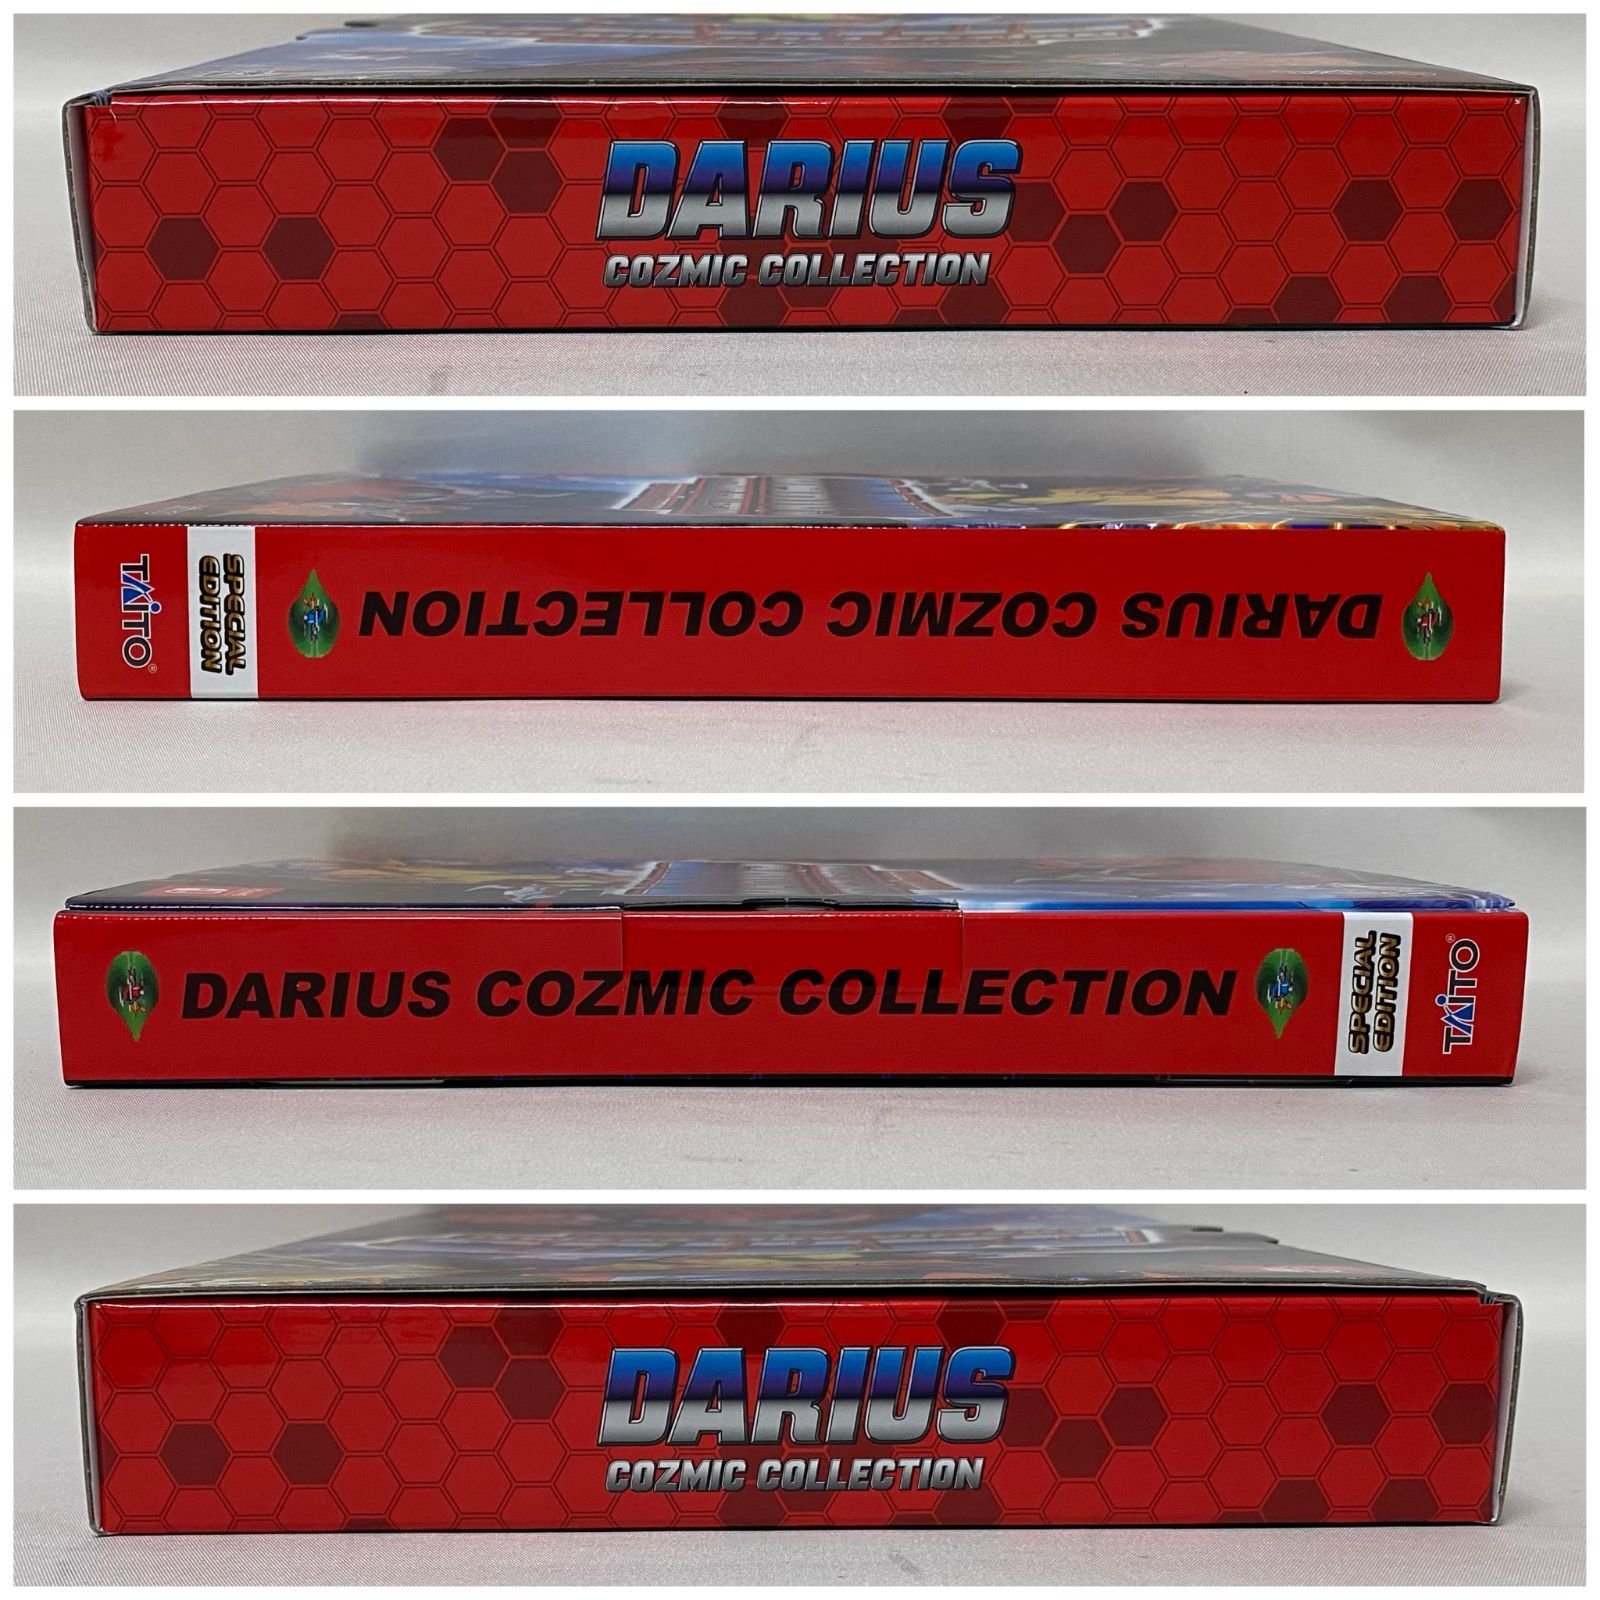 DARIUS
COZMIC COLLECTION
TAITO®
SPECIAL
EDITION
DARIUS COZMIC COLLECTION
DARIUS COZMIC COLLECTION
SPECIAL
EDITION
TAITO®
DARIUS
COZMIC COLLECTION